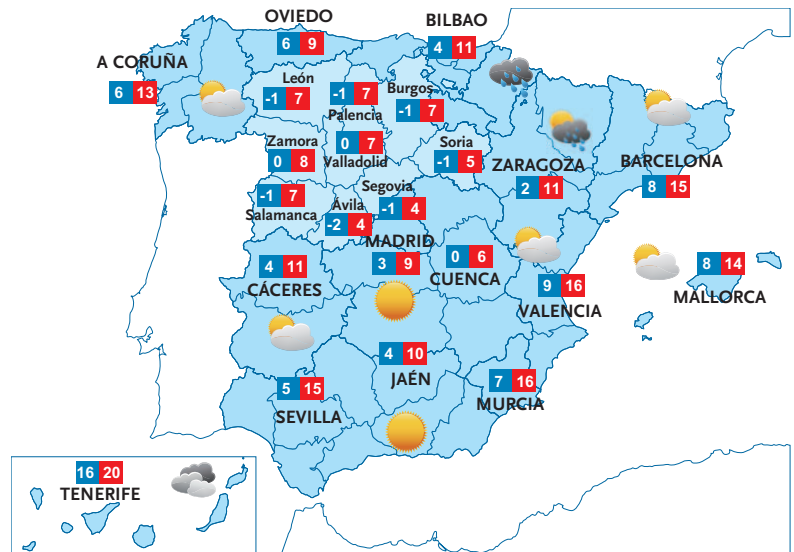 OVIEDO
6 9
BILBAO
4 11
A CORUÑA
6 13
León
-1 7
-1 7
Palencia
Burgos
-1 7
Zamora
0 8
0 7
Valladolid
Soria
-1 5
ZARAGOZA
2 11
BARCELONA
8 15
-1 7
Salamanca
Segovia
-1 4
Ávila
-2 4
MADRID
3 9
0 6
CUENCA
4 11
CÁCERES
9 16
VALENCIA
8 14
MALLORCA
4 10
JAÉN
5 15
SEVILLA
7 16
MURCIA
16 20
TENERIFE